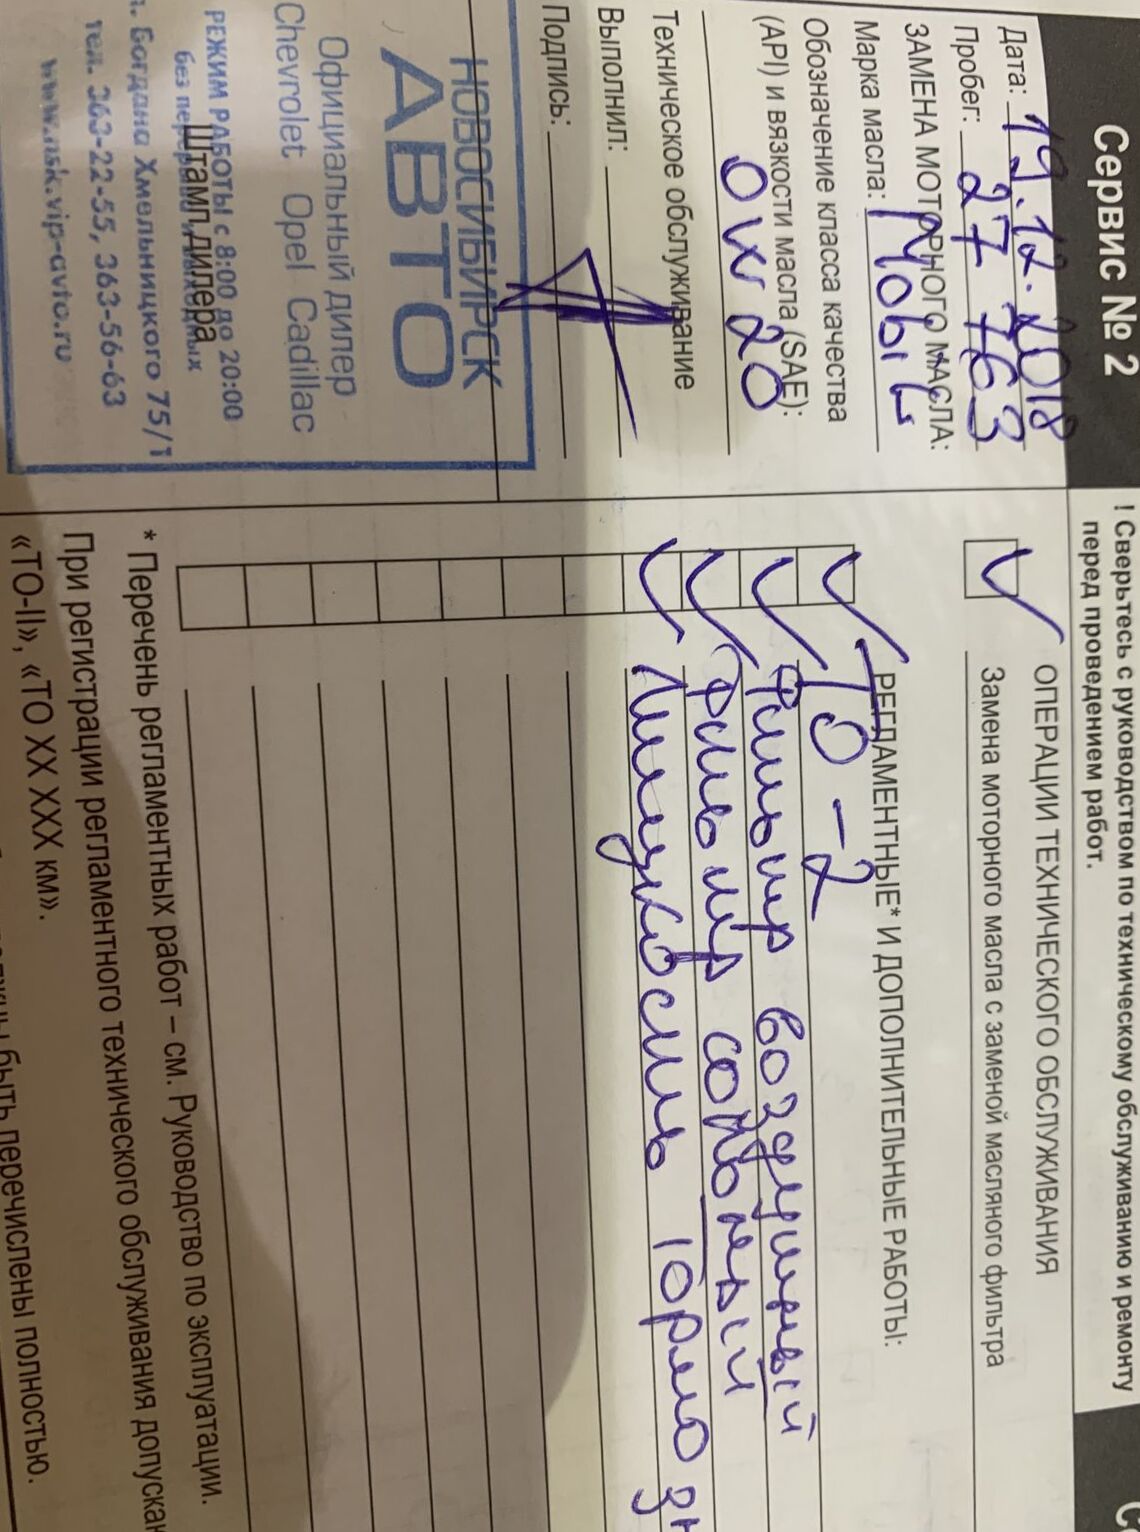 Сервис № 2
Дата: 19.12.2018
Пробег: 27 763
ЗАМЕНА МОТОРНОГО МАСЛА:
Марка масла: Мобил
Обозначение класса качества
(API) и вязкости масла (SAE):
0W20
Техническое обслуживание
Выполнил:
Подпись:
НОВОСИБИРСК
АВТО
Официальный дилер
Chevrolet Opel Cadillac
РЕЖИМ РАБОТЫ с 8:00 до 20:00
без
Штамп дилера
Богдана Хмельницкого 75/1
тел. 363-22-55, 363-56-63
www.nsk.vip-avto.ru
! Сверьтесь с руководством по техническому обслуживанию и ремонту
перед проведением работ.
ОПЕРАЦИИ ТЕХНИЧЕСКОГО ОБСЛУЖИВАНИЯ
Замена моторного масла с заменой масляного фильтра
РЕГЛАМЕНТНЫЕ* И ДОПОЛНИТЕЛЬНЫЕ РАБОТЫ:
ТО-2
Фильтр воздушный
Фильтр
* Перечень регламентных работ – см. Руководство по эксплуатации.
При регистрации регламентного технического обслуживания допускае
«ТО-II», «ТО XX XXX км».
быть перечислены полностью.